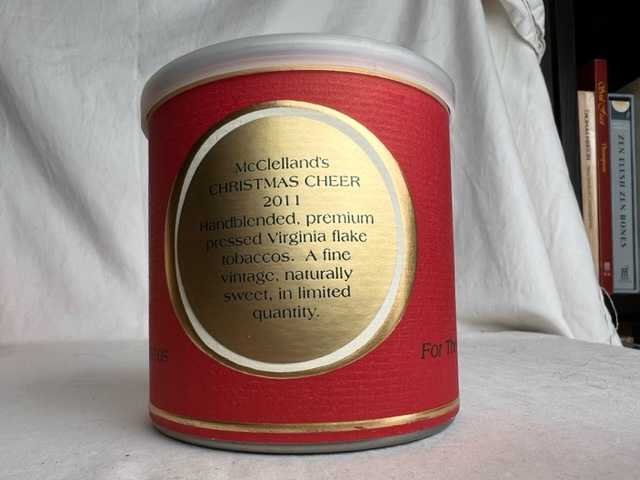 McClelland's
CHRISTMAS CHEER
2011
Handblended, premium
pressed Virginia flake
tobaccos. A fine
vintage, naturally
sweet, in limited
quantity.
For The
ZEN FLESH ZEN BONES
Thompson